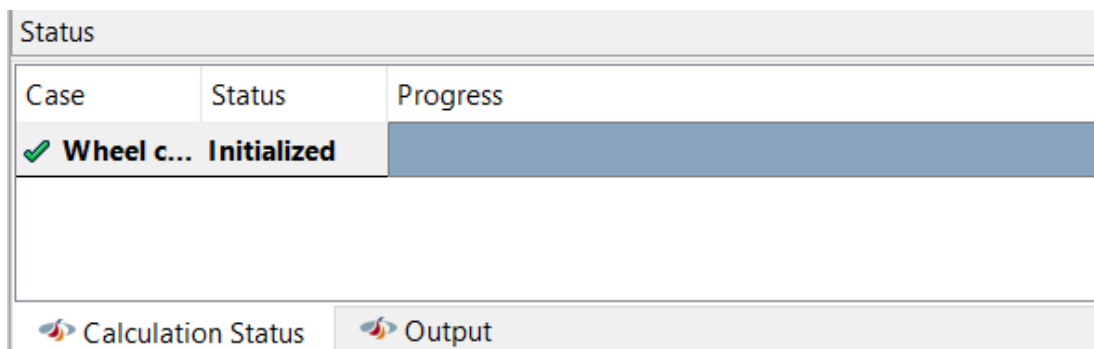 Status
Case Status Progress
Wheel c... Initialized
Calculation Status Output